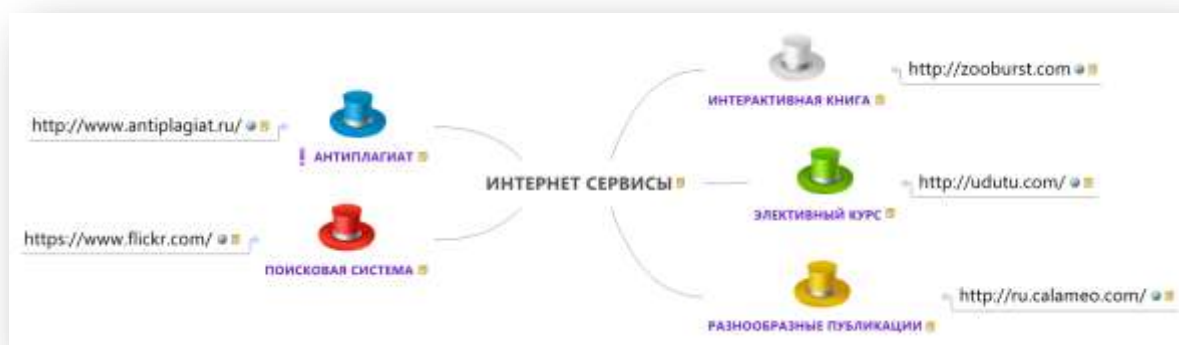 http://zooburst.com
ИНТЕРАКТИВНАЯ КНИГА
http://www.antiplagiat.ru/
! АНТИПЛАГИАТ
ИНТЕРНЕТ СЕРВИСЫ
http://udutu.com/
ЭЛЕКТИВНЫЙ КУРС
https://www.flickr.com/
ПОИСКОВАЯ СИСТЕМА
http://ru.calameo.com/
РАЗНООБРАЗНЫЕ ПУБЛИКАЦИИ